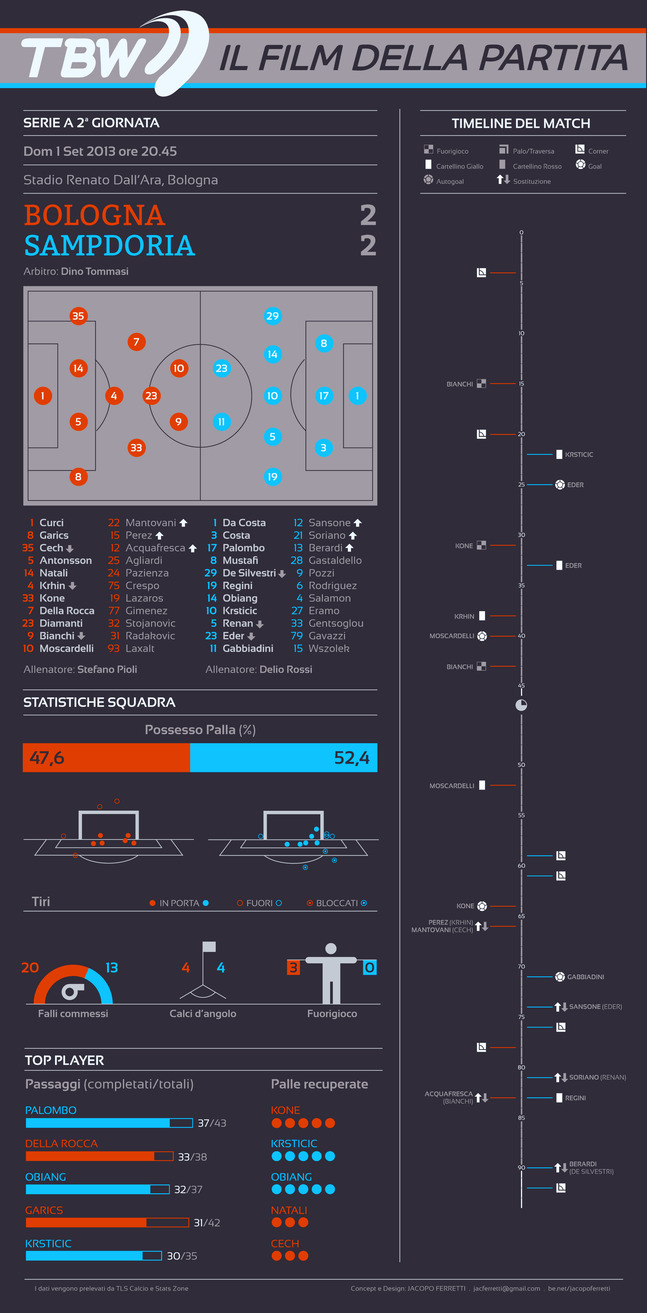 TBW
IL FILM DELLA PARTITA
SERIE A 2ª GIORNATA
Dom 1 Set 2013 ore 20.45
Stadio Renato Dall'Ara, Bologna
BOLOGNA 2
SAMPDORIA 2
Arbitro: Dino Tommasi
35 29
7 8
14 10 23 14
1 4 23 10 17 1
5 9 11 5
33 3
8 19
1 Curci 22 Mantovani 1 Da Costa 12 Sansone
8 Garics 15 Perez 3 Costa 21 Soriano
35 Cech 12 Acquafresca 17 Palombo 13 Berardi
5 Antonsson 25 Agliardi 8 Mustafi 28 Gastaldello
14 Natali 24 Pazienza 29 De Silvestri 9 Pozzi
4 Krhin 75 Crespo 19 Regini 6 Rodriguez
33 Kone 19 Lazaros 14 Obiang 4 Salamon
7 Della Rocca 77 Gimenez 10 Krsticic 27 Eramo
23 Diamanti 32 Stojanovic 5 Renan 33 Gentsoglou
9 Bianchi 31 Radakovic 23 Eder 79 Gavazzi
10 Moscardelli 93 Laxalt 11 Gabbiadini 15 Wszolek
Allenatore: Stefano Pioli Allenatore: Delio Rossi
STATISTICHE SQUADRA
Possesso Palla (%)
47,6 52,4
Tiri IN PORTA FUORI BLOCCATI
20 13 4 4 3 0
Falli commessi Calci d'angolo Fuorigioco
TOP PLAYER
Passaggi (completati/totali) Palle recuperate
PALOMBO KONE
37/43
DELLA ROCCA KRSTICIC
33/38
OBIANG OBIANG
32/37
GARICS NATALI
31/42
KRSTICIC CECH
30/35
TIMELINE DEL MATCH
Fuorigioco Palo/Traversa Corner
Cartellino Giallo Cartellino Rosso Goal
Autogoal Sostituzione
0
5
10
BIANCHI 15
20
KRSTICIC
25 EDER
30
KONE
EDER
35
KRHIN
MOSCARDELLI 40
BIANCHI
45
50
MOSCARDELLI
55
60
KONE
65
PEREZ (KRHIN)
MANTOVANI (CECH)
70
GABBIADINI
SANSONE (EDER)
75
80
SORIANO (RENAN)
ACQUAFRESCA
(BIANCHI)
REGINI
85
90 BERARDI
(DE SILVESTRI)
I dati vengono prelevati da TLS Calcio e Stats Zone
Concept e Design: JACOPO FERRETTI . jacferretti@gmail.com . be.net/jacopoferretti